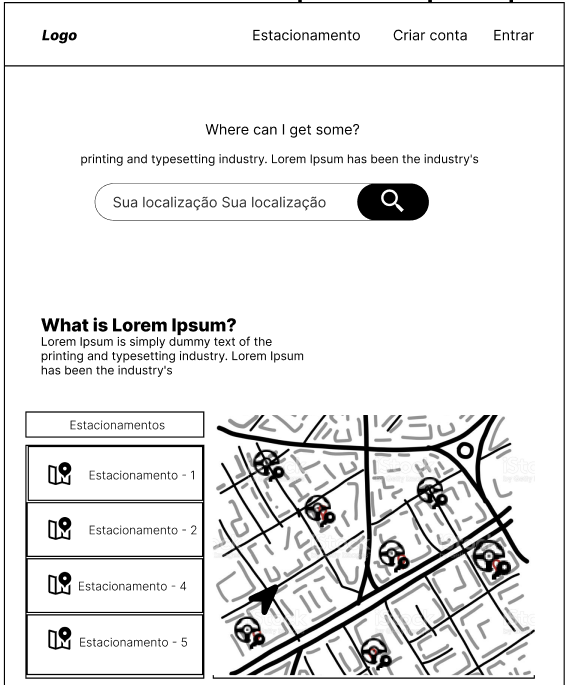 Logo
Estacionamento
Criar conta
Entrar
Where can I get some?
printing and typesetting industry. Lorem Ipsum has been the industry's
Sua localização Sua localização
What is Lorem Ipsum?
Lorem Ipsum is simply dummy text of the
printing and typesetting industry. Lorem Ipsum
has been the industry's
Estacionamentos
Estacionamento - 1
Estacionamento - 2
Estacionamento - 4
Estacionamento - 5